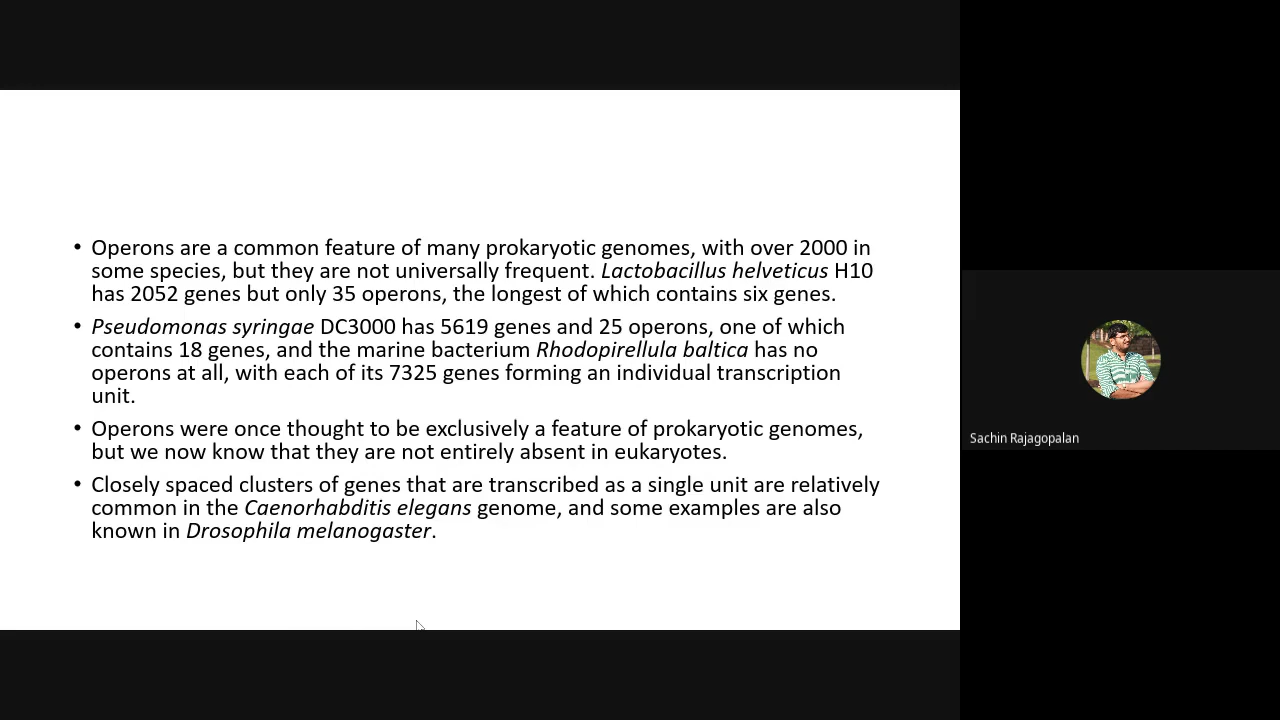 • Operons are a common feature of many prokaryotic genomes, with over 2000 in
some species, but they are not universally frequent. Lactobacillus helveticus H10
has 2052 genes but only 35 operons, the longest of which contains six genes.
• Pseudomonas syringae DC3000 has 5619 genes and 25 operons, one of which
contains 18 genes, and the marine bacterium Rhodopirellula baltica has no
operons at all, with each of its 7325 genes forming an individual transcription
unit.
• Operons were once thought to be exclusively a feature of prokaryotic genomes,
but we now know that they are not entirely absent in eukaryotes.
• Closely spaced clusters of genes that are transcribed as a single unit are relatively
common in the Caenorhabditis elegans genome, and some examples are also
known in Drosophila melanogaster.
Sachin Rajagopalan